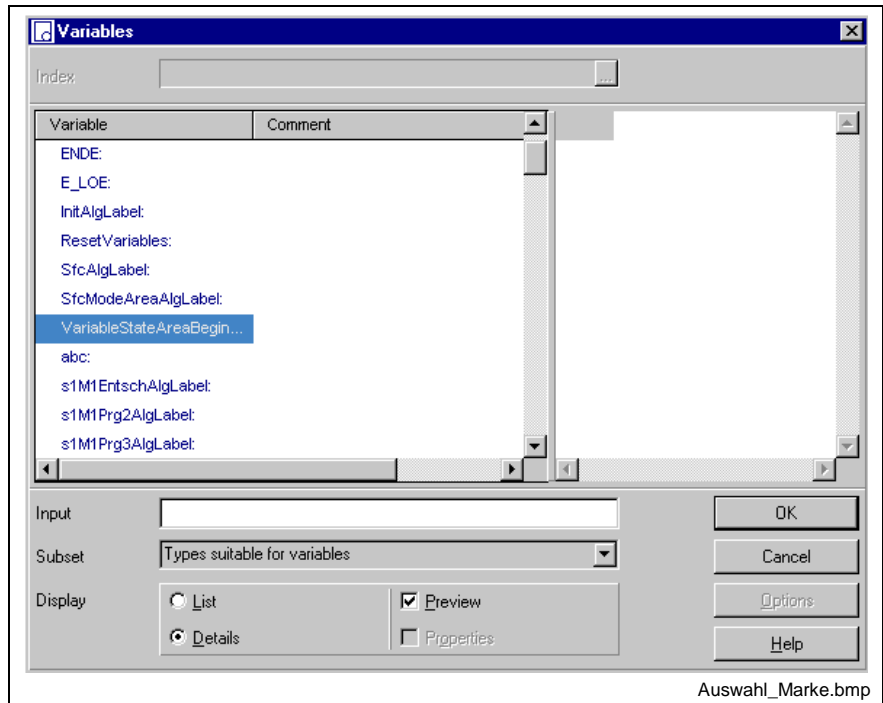 Variables
Index
...
Variable Comment
ENDE:
E_LOE:
InitAlgLabel:
ResetVariables:
SfcAlgLabel:
SfcModeAreaAlgLabel:
VariableStateAreaBegin...
abc:
s1M1EntschAlgLabel:
s1M1Prg2AlgLabel:
s1M1Prg3AlgLabel:
Input OK
Subset Types suitable for variables Cancel
Display List Preview Options
Details Properties Help
Auswahl_Marke.bmp